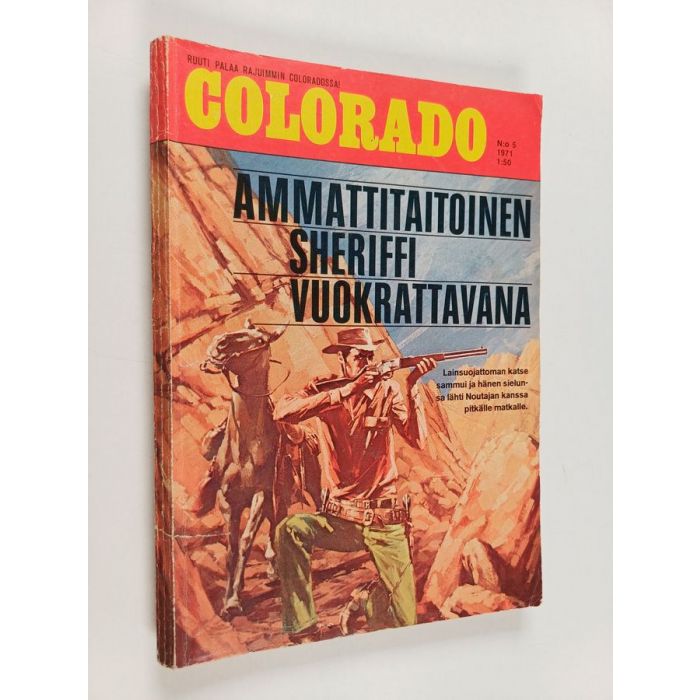 RUUTI PALAA RAJUIMMIN COLORADOSSA!
COLORADO
N:o 5
1971
1:50
AMMATTITAITOINEN
SHERIFFI
VUOKRATTAVANA
Lainsuojattoman katse
sammui ja hänen sielun-
sa lähti Noutajan kanssa
pitkälle matkalle.